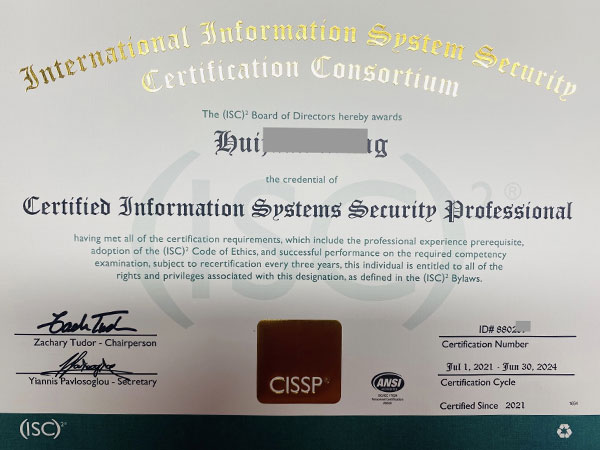 International Information System Security
Certification Consortium
The (ISC)² Board of Directors hereby awards
the credential of
(ISC)²®
Certified Information Systems Security Professional
having met all of the certification requirements, which include the professional experience prerequisite,
adoption of the (ISC)² Code of Ethics, and successful performance on the required competency
examination, subject to recertification every three years, this individual is entitled to all of the
rights and privileges associated with this designation, as defined in the (ISC)² Bylaws.
Zachary Tudor - Chairperson
Yiannis Pavlosoglou - Secretary
CISSP
ANSI
ID#
Certification Number
Jul 1, 2021 - Jun 30, 2024
Certification Cycle
Certified Since 2021
(ISC)²